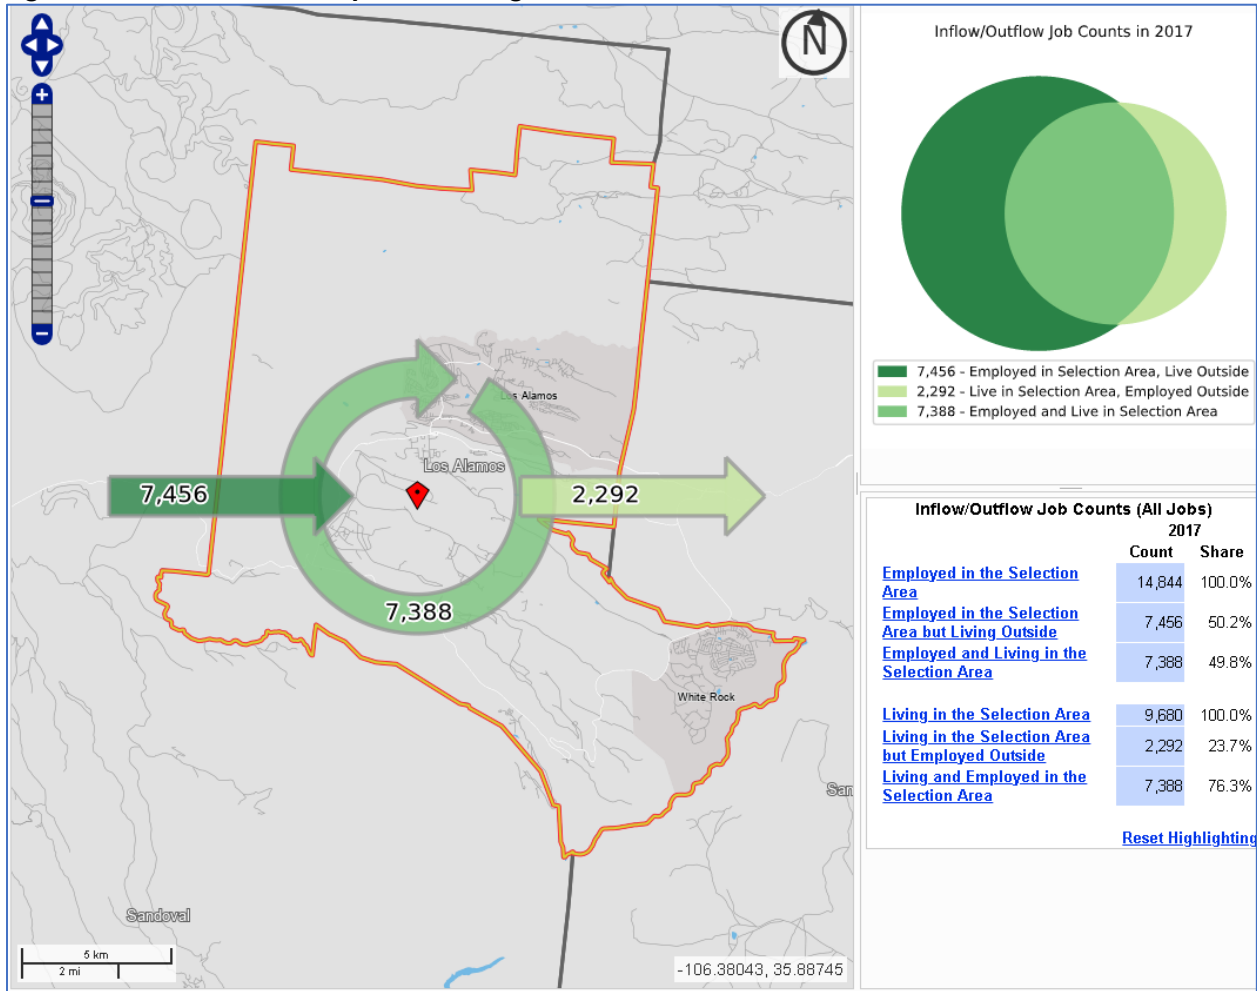 N
Los Alamos
Los Alamos
7,456
2,292
7,388
White Rock
San
Sandoval
5 km
2 mi
-106.38043, 35.88745
Inflow/Outflow Job Counts in 2017
7,456 - Employed in Selection Area, Live Outside
2,292 - Live in Selection Area, Employed Outside
7,388 - Employed and Live in Selection Area
Inflow/Outflow Job Counts (All Jobs)
2017
Count Share
Employed in the Selection
Area 14,844 100.0%
Employed in the Selection
Area but Living Outside 7,456 50.2%
Employed and Living in the
Selection Area 7,388 49.8%
Living in the Selection Area 9,680 100.0%
Living in the Selection Area
but Employed Outside 2,292 23.7%
Living and Employed in the
Selection Area 7,388 76.3%
Reset Highlighting